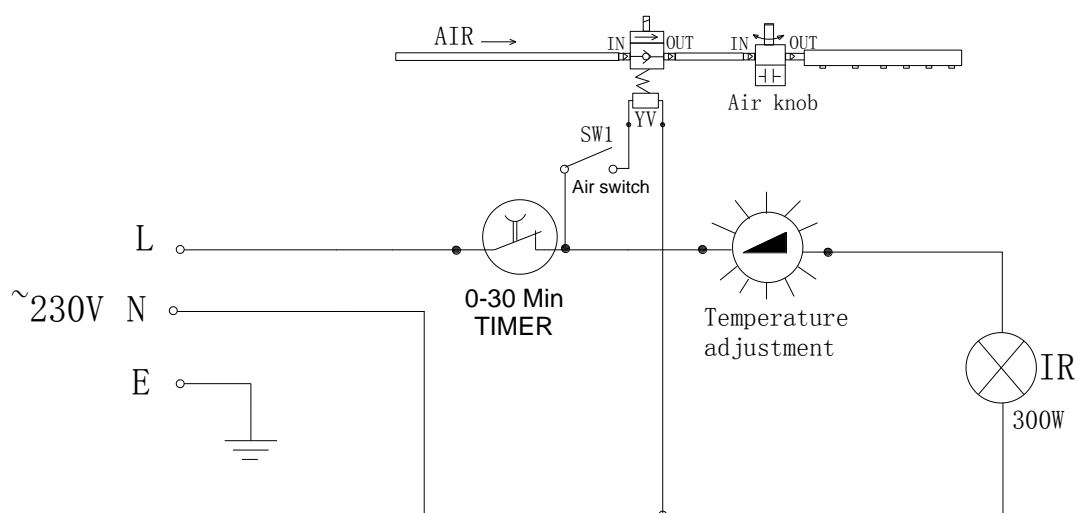 AIR
IN OUT IN OUT
Air knob
YV
SW1
Air switch
L
0-30 Min
TIMER
~230V N
Temperature
adjustment
E
IR
300W